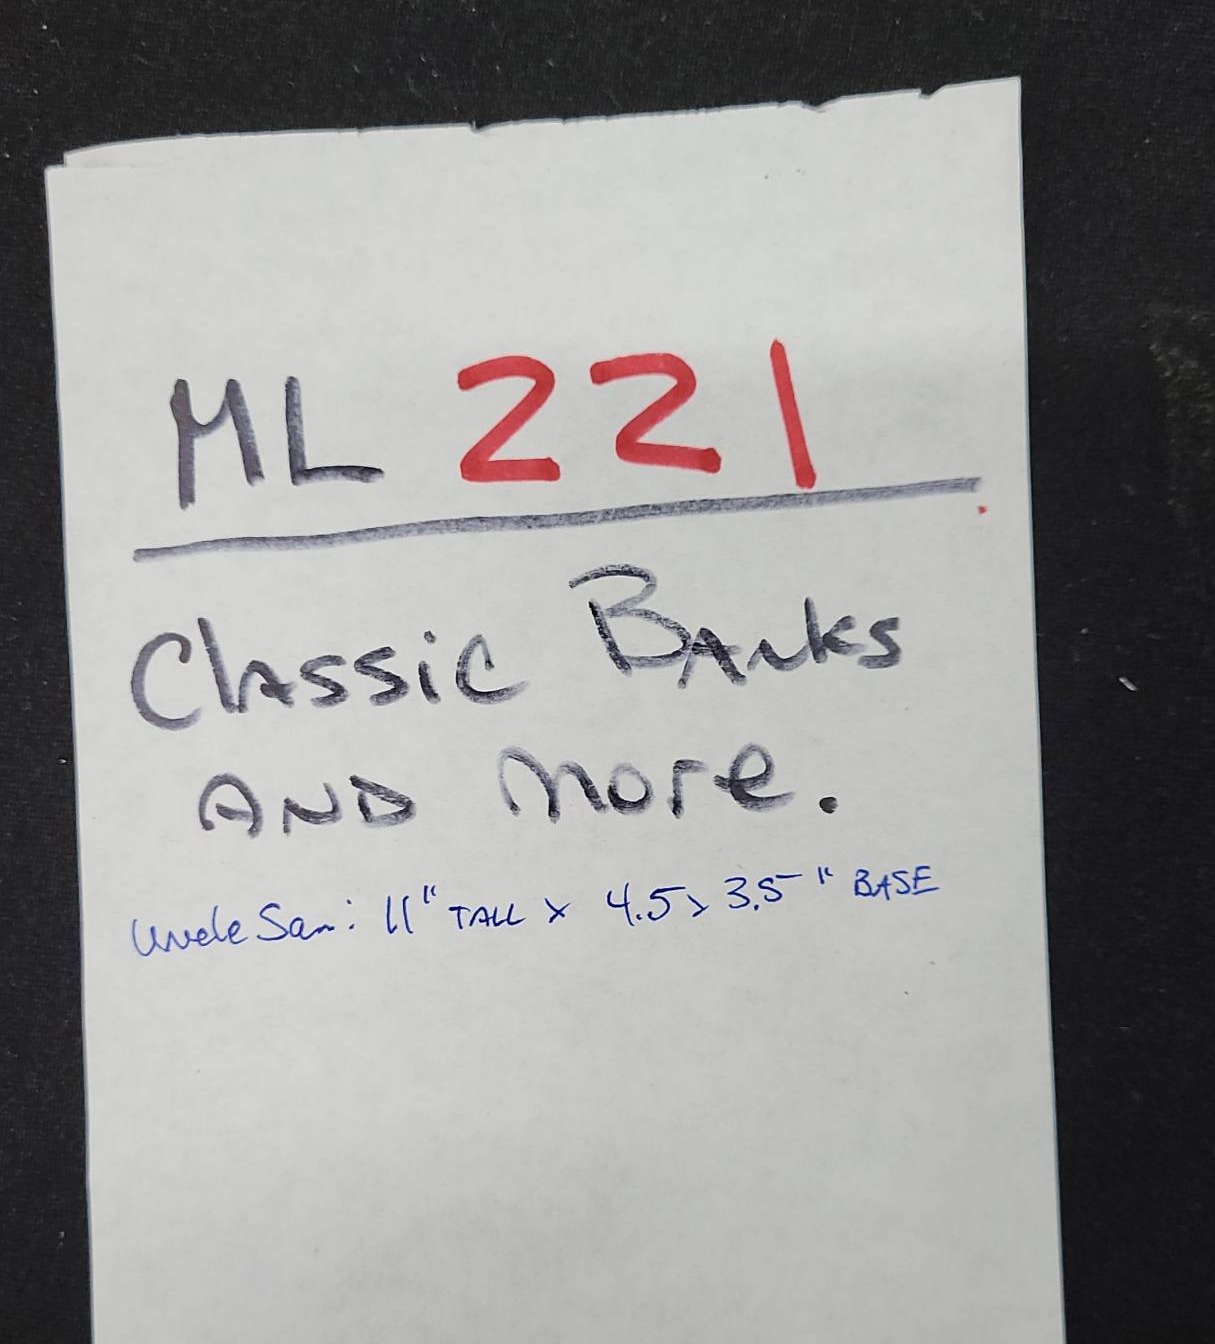 ML 221
Classic Banks
AND more.
Uncle Sam: 11" TALL x 4.5 x 3.5" BASE